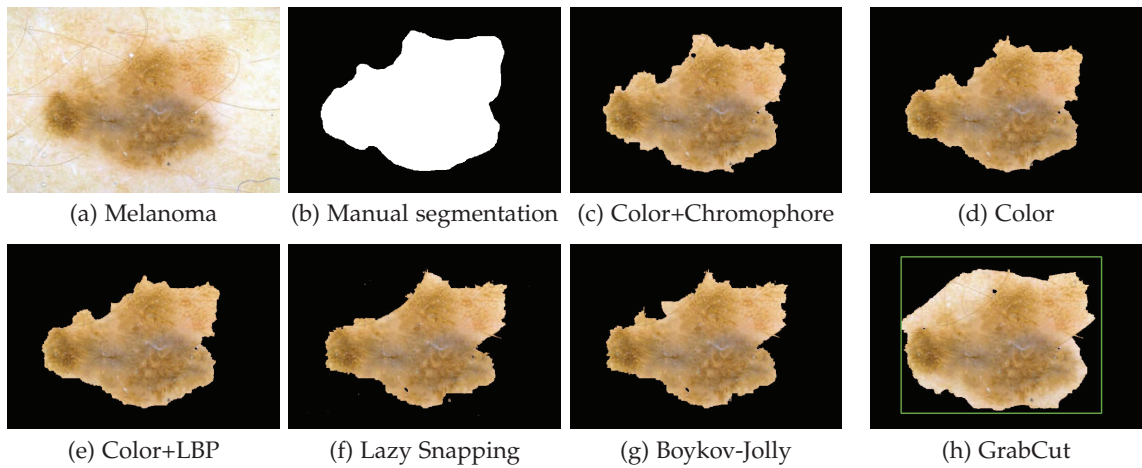 (a) Melanoma
(b) Manual segmentation
(c) Color+Chromophore
(d) Color
(e) Color+LBP
(f) Lazy Snapping
(g) Boykov-Jolly
(h) GrabCut